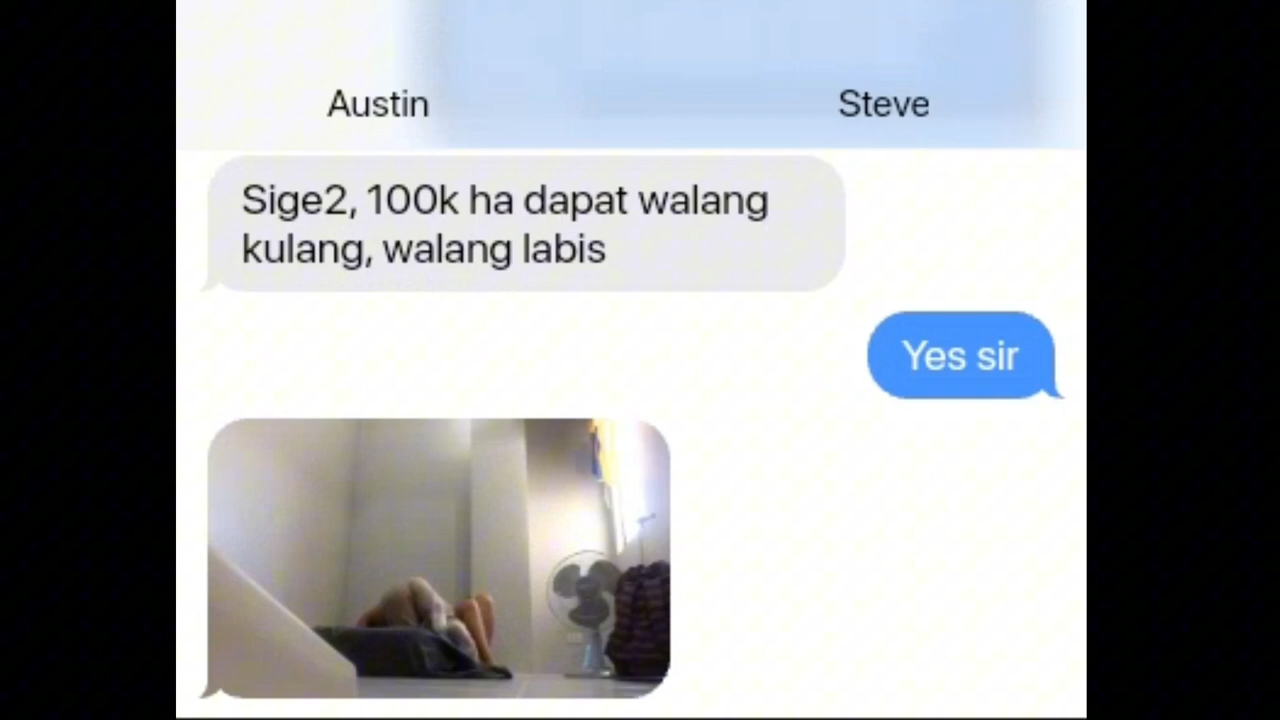 Austin
Steve
Sige2, 100k ha dapat walang
kulang, walang labis
Yes sir